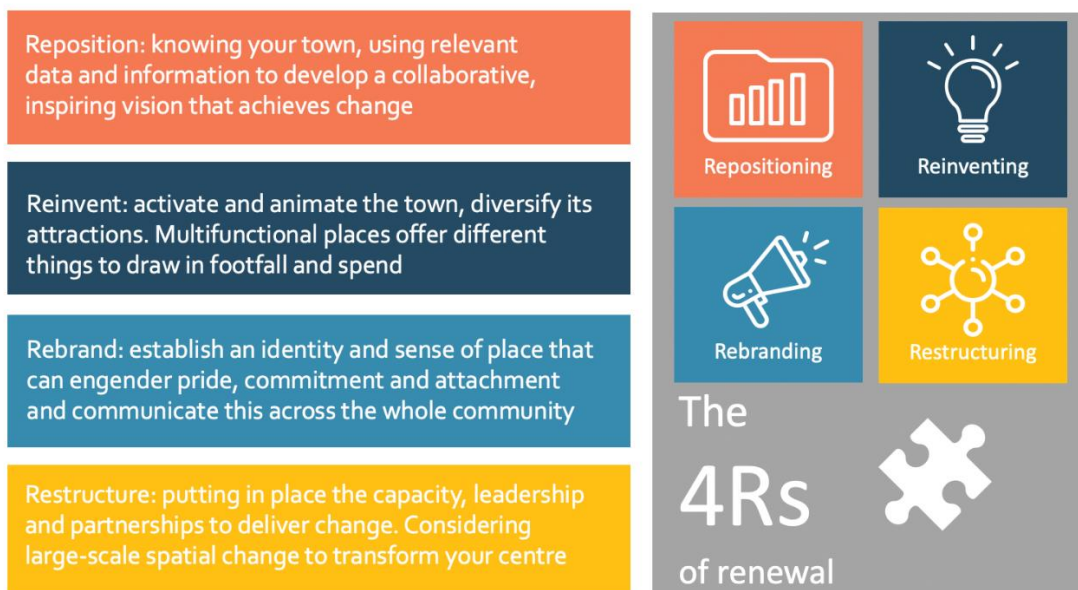 Reposition: knowing your town, using relevant
data and information to develop a collaborative,
inspiring vision that achieves change
Reinvent: activate and animate the town, diversify its
attractions. Multifunctional places offer different
things to draw in footfall and spend
Rebrand: establish an identity and sense of place that
can engender pride, commitment and attachment
and communicate this across the whole community
Restructure: putting in place the capacity, leadership
and partnerships to deliver change. Considering
large-scale spatial change to transform your centre
Repositioning
Reinventing
Rebranding
Restructuring
The
4Rs
of renewal